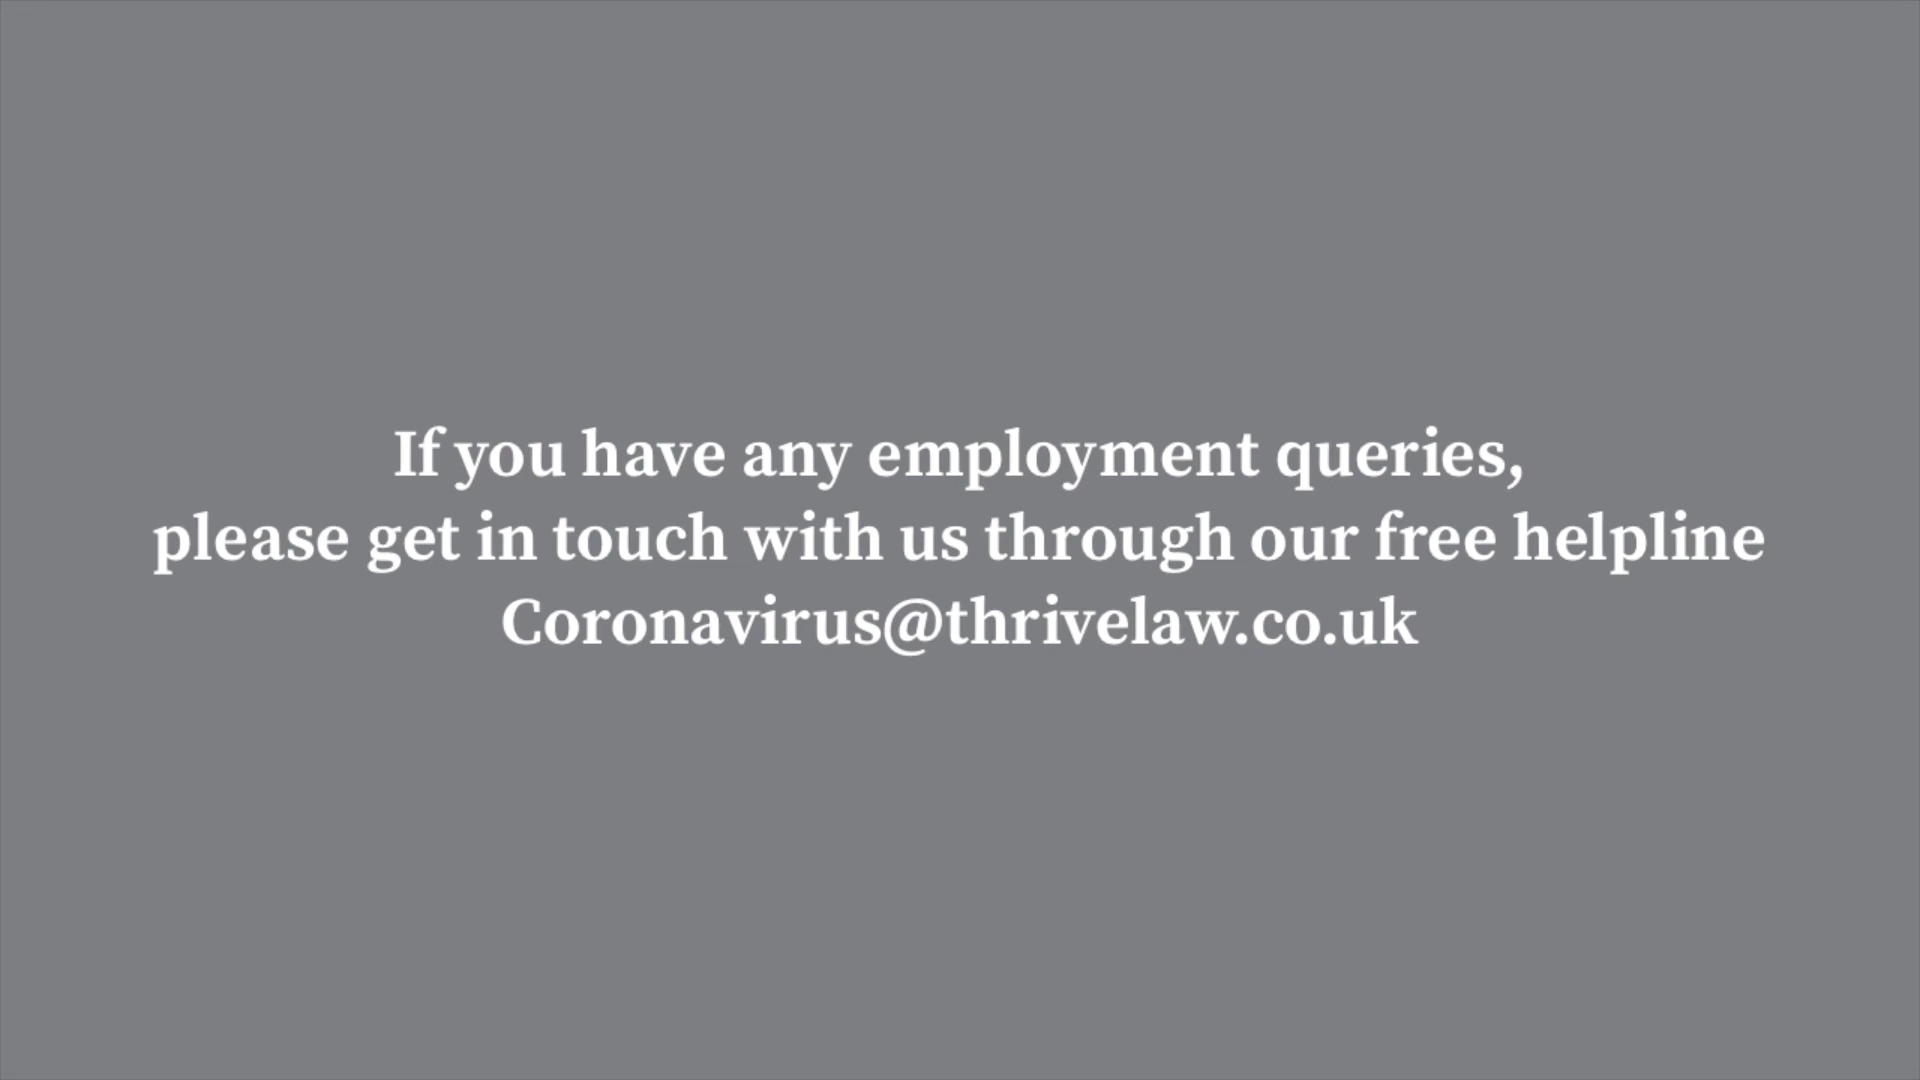 If you have any employment queries,
please get in touch with us through our free helpline
Coronavirus@thrivelaw.co.uk